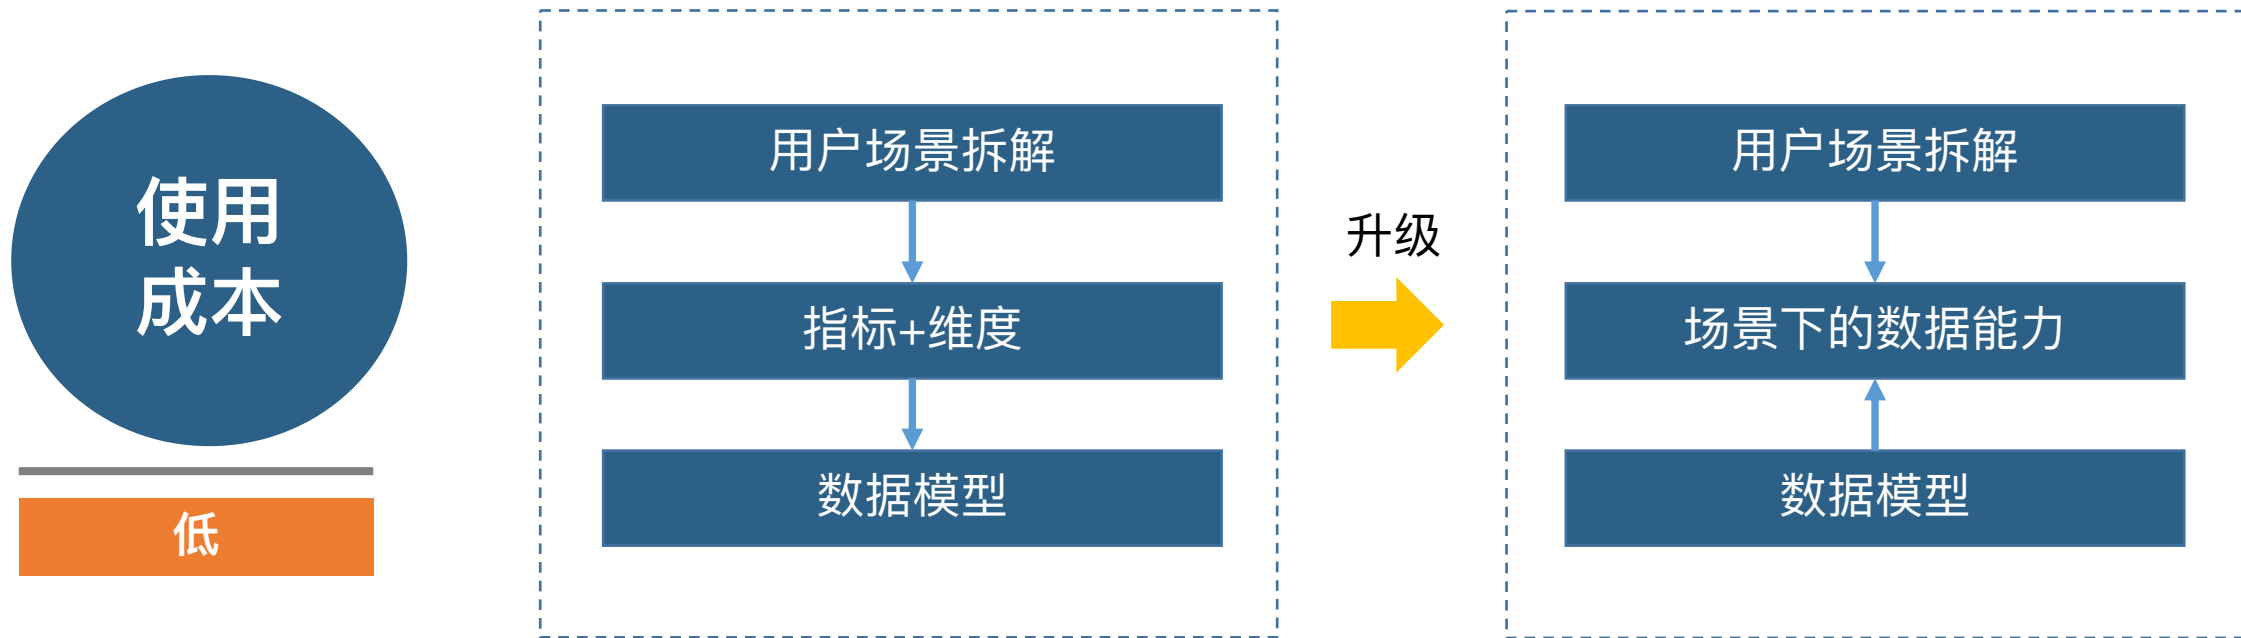 使用
成本
低
用户场景拆解
指标+维度
数据模型
升级
用户场景拆解
场景下的数据能力
数据模型